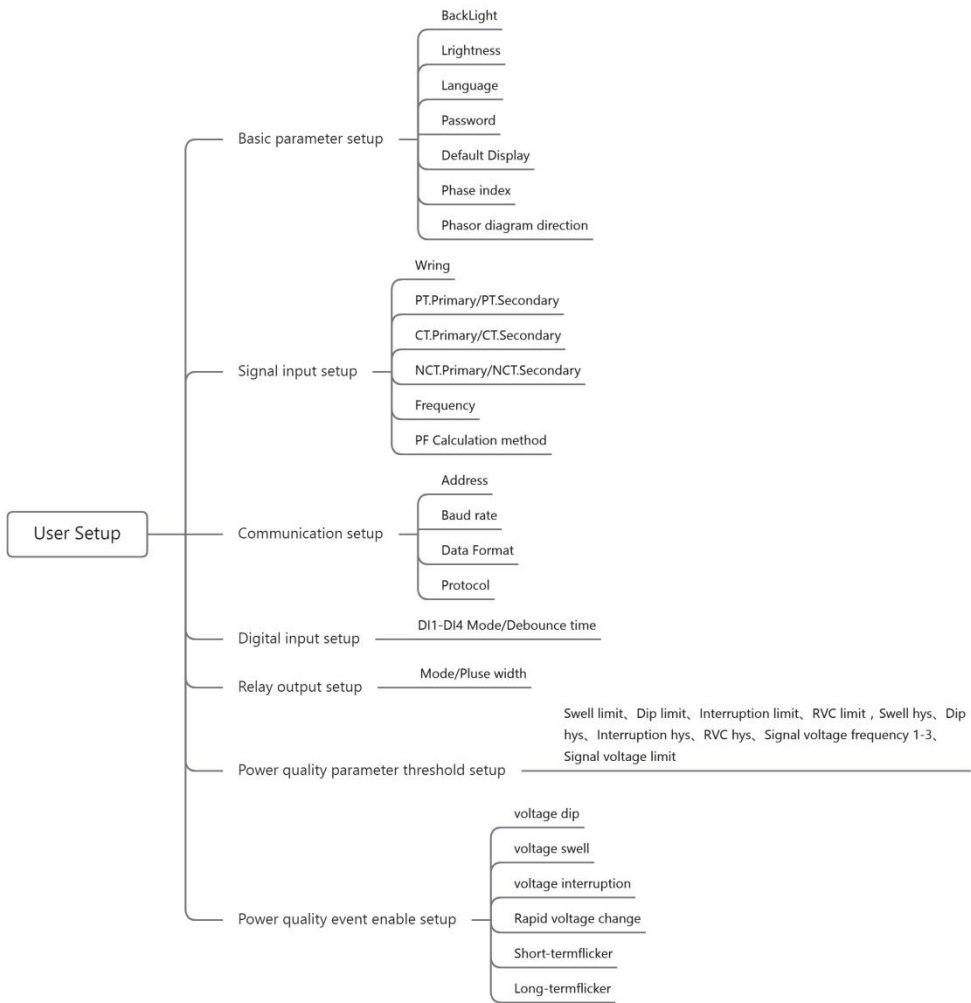 User Setup
Basic parameter setup
BackLight
Lrightness
Language
Password
Default Display
Phase index
Phasor diagram direction
Signal input setup
Wring
PT.Primary/PT.Secondary
CT.Primary/CT.Secondary
NCT.Primary/NCT.Secondary
Frequency
PF Calculation method
Communication setup
Address
Baud rate
Data Format
Protocol
Digital input setup
DI1-DI4 Mode/Debounce time
Relay output setup
Mode/Pluse width
Power quality parameter threshold setup
Swell limit、Dip limit、Interruption limit、RVC limit，Swell hys、Dip
hys、Interruption hys、RVC hys、Signal voltage frequency 1-3、
Signal voltage limit
Power quality event enable setup
voltage dip
voltage swell
voltage interruption
Rapid voltage change
Short-termflicker
Long-termflicker